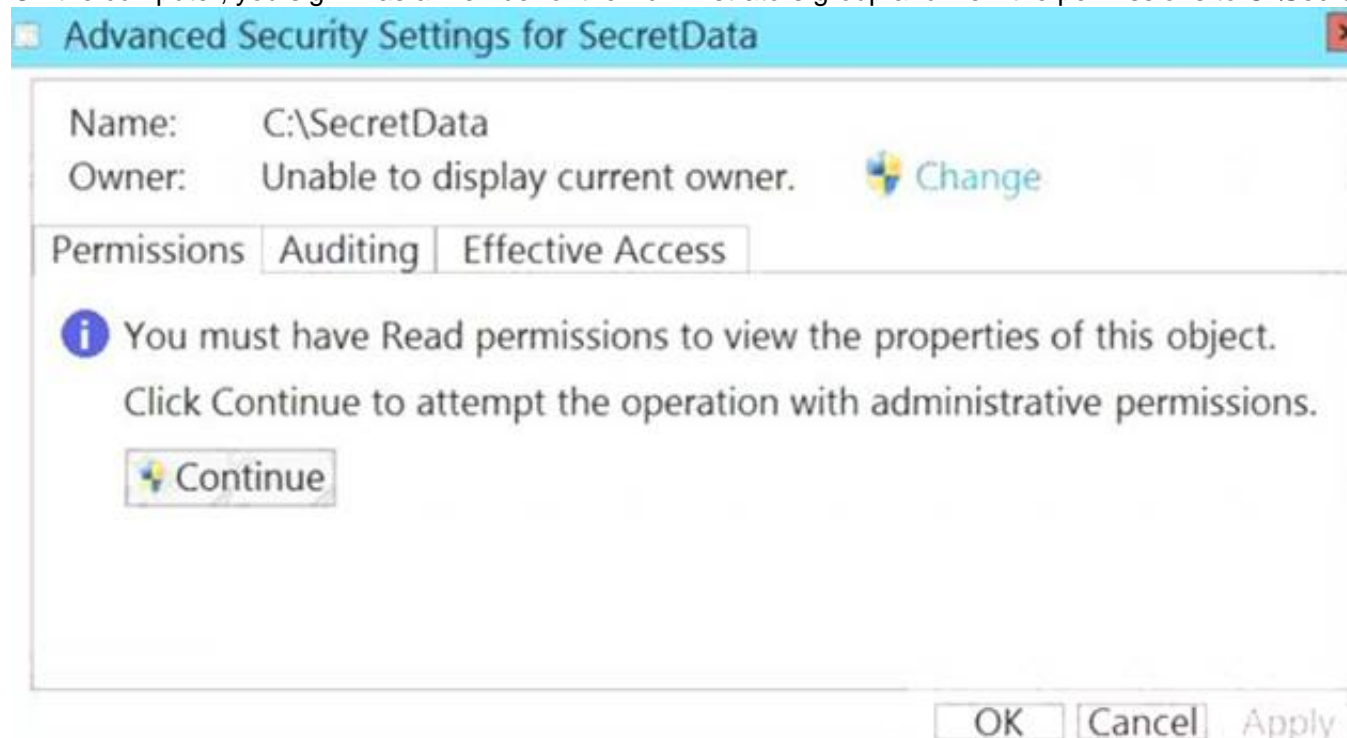 Advanced Security Settings for SecretData
Name: C:\SecretData
Owner: Unable to display current owner. Change
Permissions Auditing Effective Access
You must have Read permissions to view the properties of this object.
Click Continue to attempt the operation with administrative permissions.
Continue
OK Cancel Apply